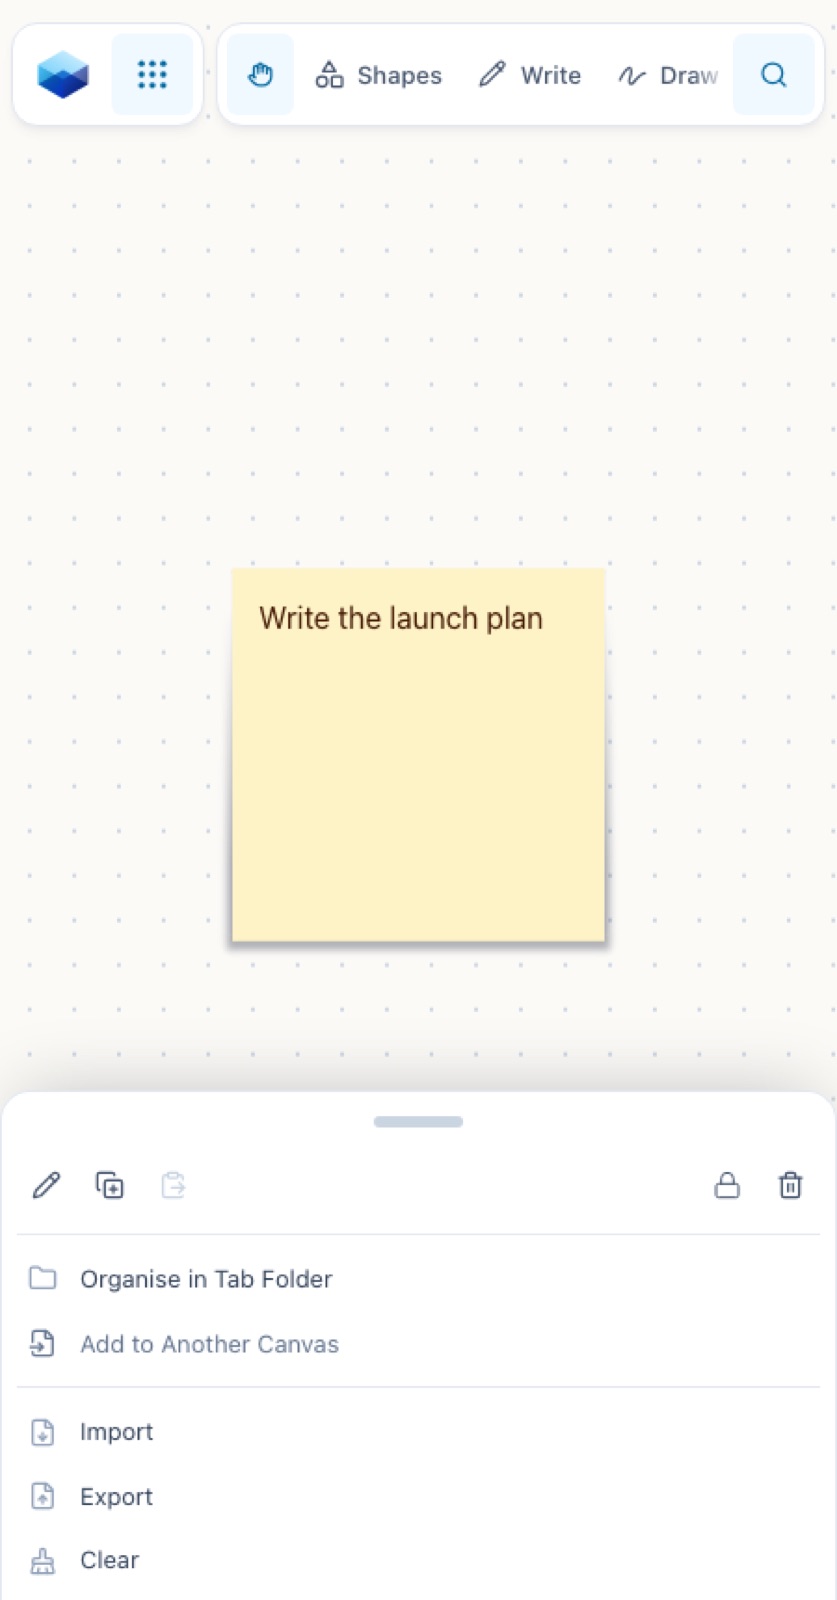 Shapes
Write
Draw
Write the launch plan
Organise in Tab Folder
Add to Another Canvas
Import
Export
Clear